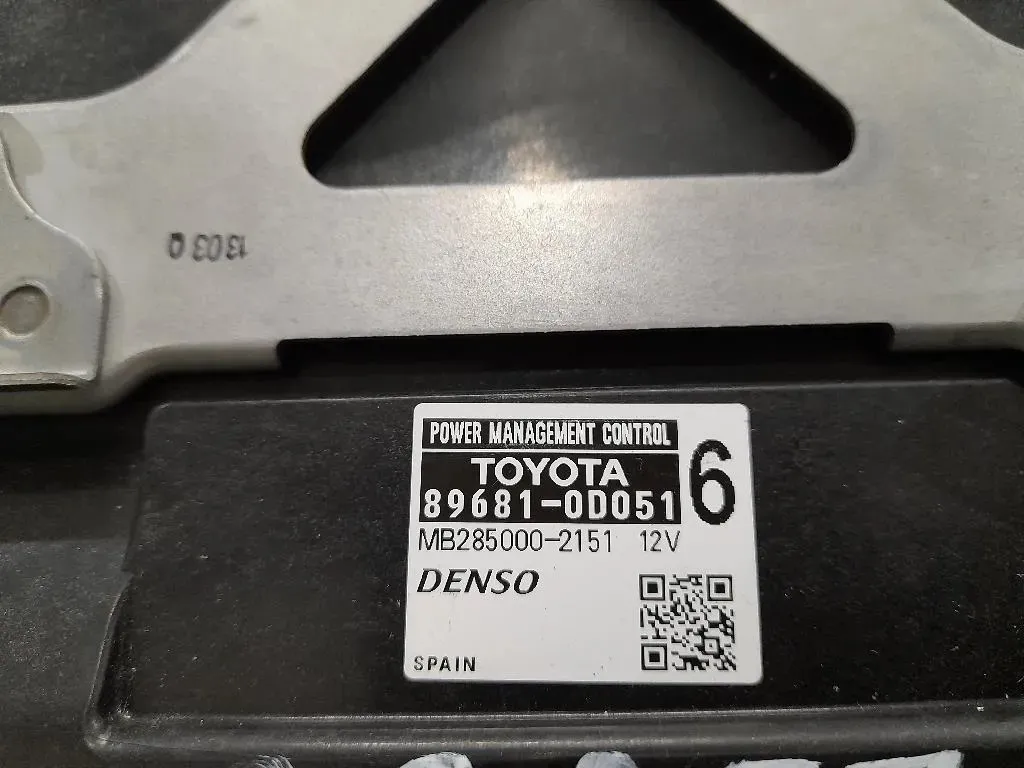 1303 Q
POWER MANAGEMENT CONTROL
TOYOTA
89681-0D051
6
MB285000-2151 12V
DENSO
SPAIN